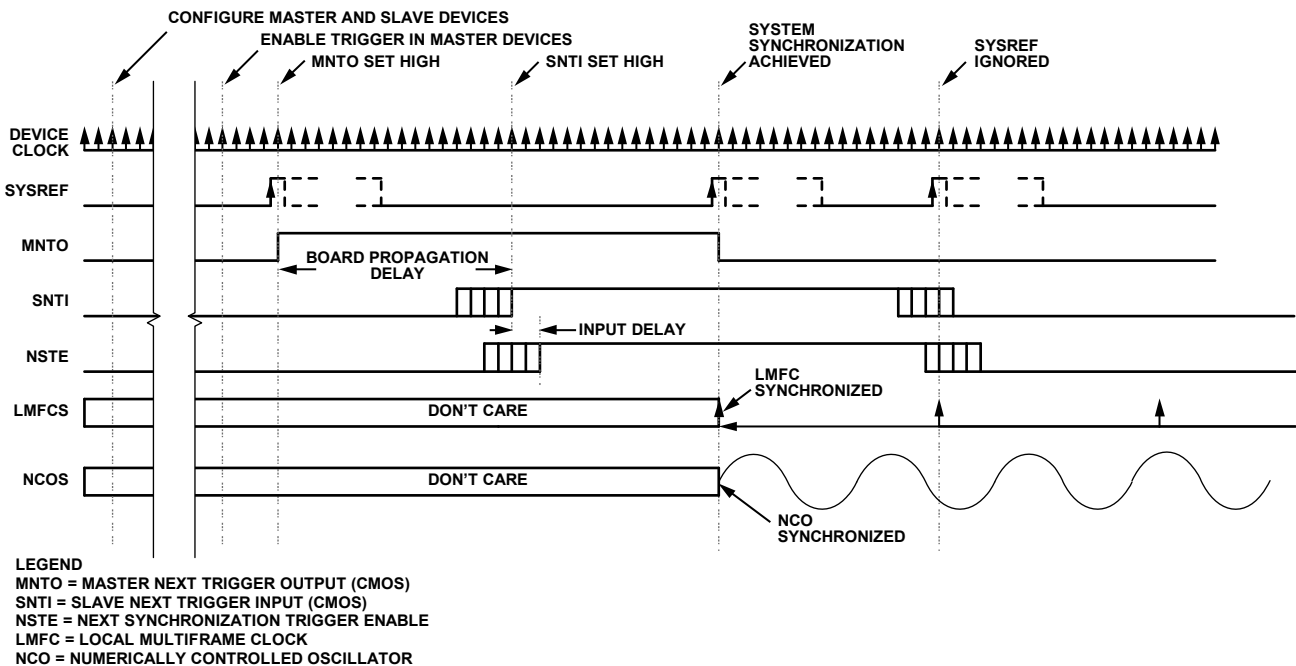 CONFIGURE MASTER AND SLAVE DEVICES
ENABLE TRIGGER IN MASTER DEVICES
MNTO SET HIGH
SNTI SET HIGH
SYSTEM
SYNCHRONIZATION
ACHIEVED
SYSREF
IGNORED
DEVICE
CLOCK
SYSREF
MNTO
BOARD PROPAGATION
DELAY
SNTI
INPUT DELAY
NSTE
LMFC
SYNCHRONIZED
LMFCS
DON'T CARE
NCOS
DON'T CARE
NCO
SYNCHRONIZED
LEGEND
MNTO = MASTER NEXT TRIGGER OUTPUT (CMOS)
SNTI = SLAVE NEXT TRIGGER INPUT (CMOS)
NSTE = NEXT SYNCHRONIZATION TRIGGER ENABLE
LMFC = LOCAL MULTIFRAME CLOCK
NCO = NUMERICALLY CONTROLLED OSCILLATOR